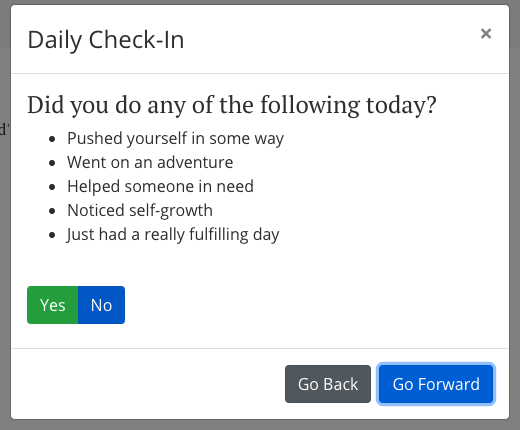 Daily Check-In
×
d'
Did you do any of the following today?
Pushed yourself in some way
Went on an adventure
Helped someone in need
Noticed self-growth
Just had a really fulfilling day
Yes No
Go Back Go Forward